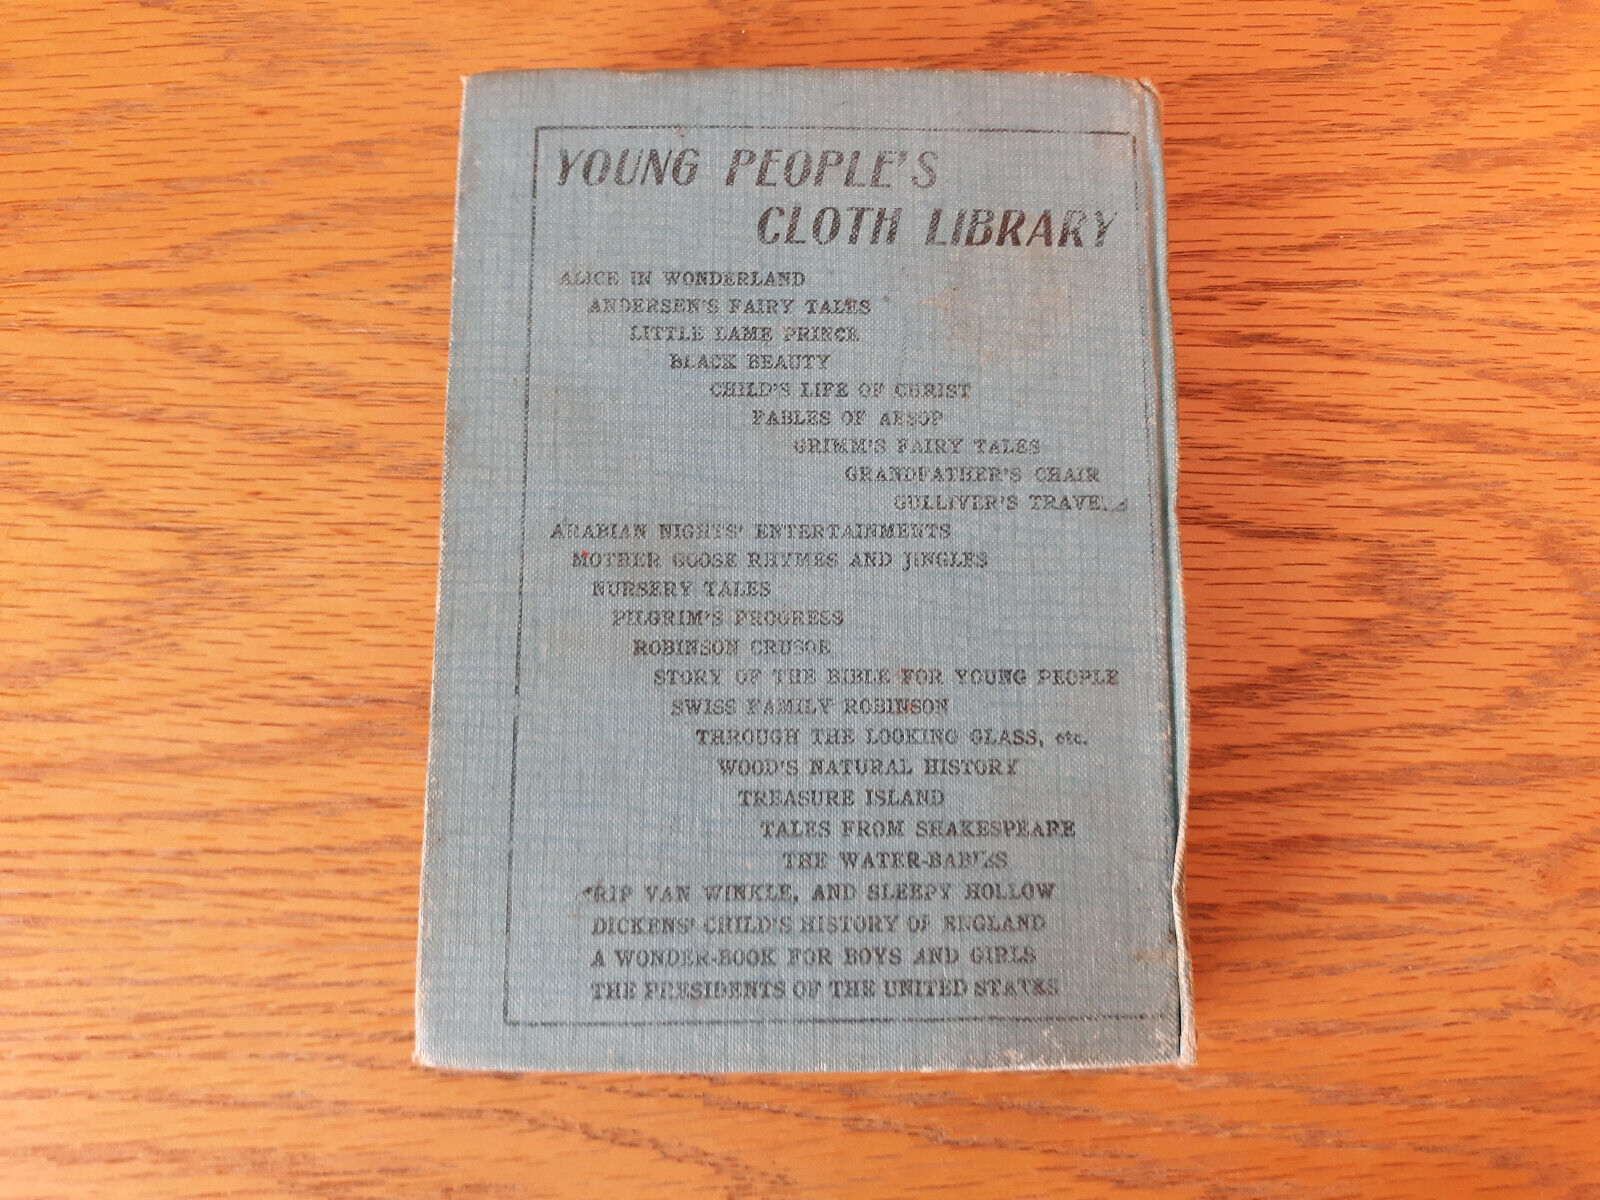 YOUNG PEOPLE'S
CLOTH LIBRARY
ALICE IN WONDERLAND
ANDERSEN'S FAIRY TALES
LITTLE LAME PRINCE
BLACK BEAUTY
CHILD'S LIFE OF CHRIST
FABLES OF AESOP
GRIMM'S FAIRY TALES
GRANDFATHER'S CHAIR
GULLIVER'S TRAVELS
ARABIAN NIGHTS' ENTERTAINMENTS
MOTHER GOOSE RHYMES AND JINGLES
NURSERY TALES
PILGRIM'S PROGRESS
ROBINSON CRUSOE
STORY OF THE BIBLE FOR YOUNG PEOPLE
SWISS FAMILY ROBINSON
THROUGH THE LOOKING GLASS, etc.
WOOD'S NATURAL HISTORY
TREASURE ISLAND
TALES FROM SHAKESPEARE
THE WATER-BABIES
RIP VAN WINKLE, AND SLEEPY HOLLOW
DICKENS' CHILD'S HISTORY OF ENGLAND
A WONDER-BOOK FOR BOYS AND GIRLS
THE PRESIDENTS OF THE UNITED STATES